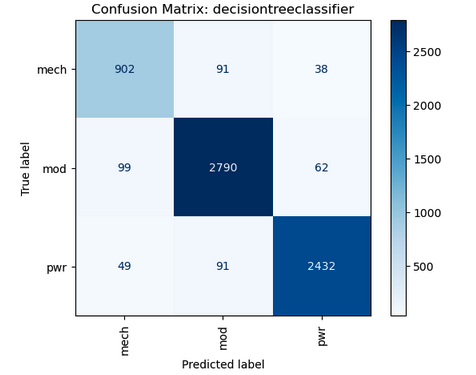 Confusion Matrix: decisiontreeclassifier
mech 902 91 38
mod 99 2790 62
pwr 49 91 2432
mech mod pwr
Predicted label
True label
2500
2000
1500
1000
500